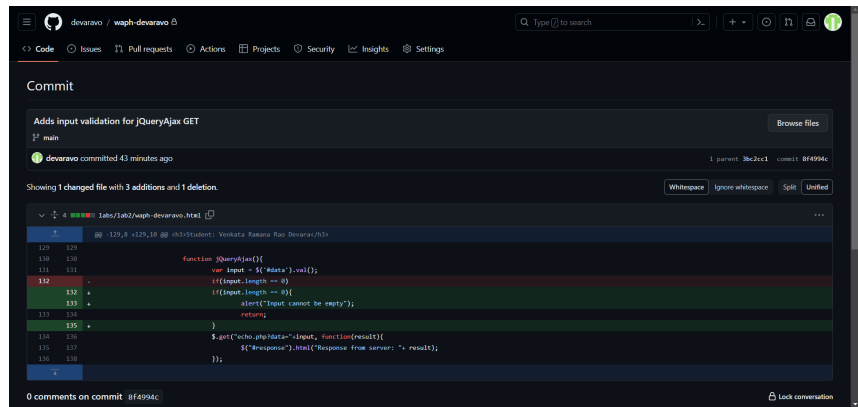 devaravo / waph-devaravo
Type / to search
Code Issues Pull requests Actions Projects Security Insights Settings
Commit
Adds input validation for jQueryAjax GET
Browse files
main
devaravo committed 43 minutes ago
1 parent 3bc2cc1 commit 8f4994c
Showing 1 changed file with 3 additions and 1 deletion.
Whitespace Ignore whitespace Split Unified
4 labs/lab2/waph-devaravo.html
@@ -129,8 +129,10 @@ <h3>Student: Venkata Ramana Rao Devara</h3>
129 129
130 130 function jQueryAjax(){
131 131 var input = $('#data').val();
132 - if(input.length == 0)
132 + if(input.length == 0){
133 + alert("Input cannot be empty");
133 134 return;
135 + }
134 136 $.get("echo.php?data="+input, function(result){
135 137 $("#response").html("Response from server: "+ result);
136 138 });
0 comments on commit 8f4994c
Lock conversation